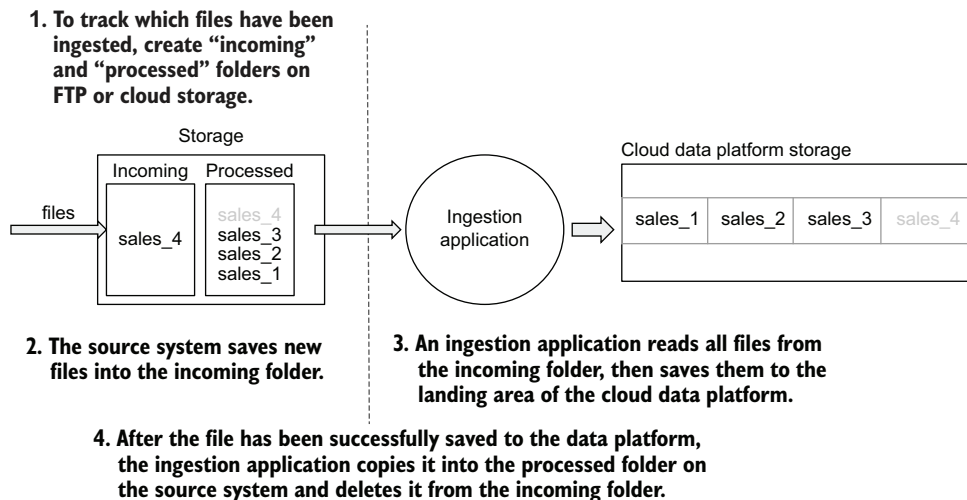 1. To track which files have been
ingested, create “incoming”
and “processed” folders on
FTP or cloud storage.
Storage
Incoming Processed
files
sales_4
sales_4
sales_3
sales_2
sales_1
Ingestion
application
Cloud data platform storage
sales_1 sales_2 sales_3 sales_4
2. The source system saves new
files into the incoming folder.
3. An ingestion application reads all files from
the incoming folder, then saves them to the
landing area of the cloud data platform.
4. After the file has been successfully saved to the data platform,
the ingestion application copies it into the processed folder on
the source system and deletes it from the incoming folder.